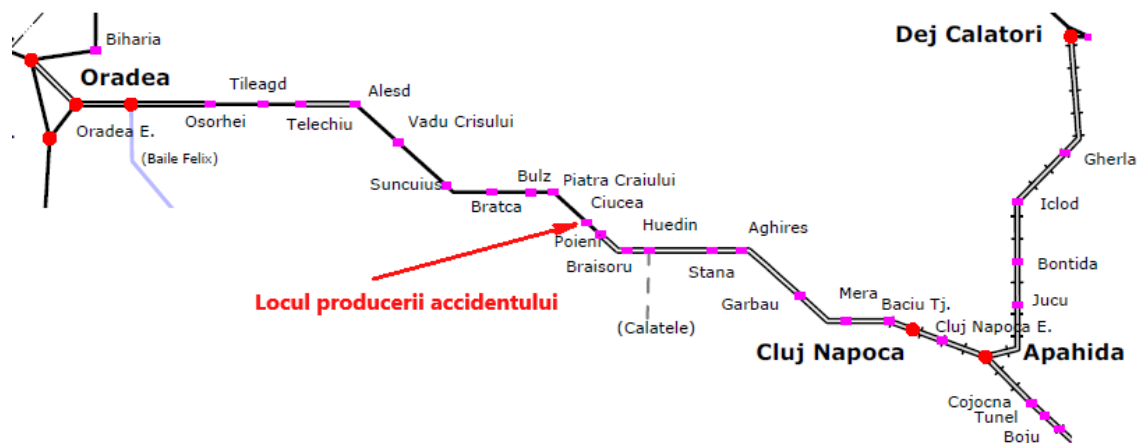 Biharia
Dej Calatori
Oradea
Tileagd
Alesd
Oradea E.
Osorhei
Telechiu
Vadu Crisului
(Baile Felix)
Gherla
Suncuius
Bulz
Piatra Craiului
Bratca
Ciucea
Iclod
Huedin
Aghires
Poieni
Braisoru
Stana
Bontida
Locul producerii accidentului
Garbau
Mera
Baciu Tj.
Jucu
(Calatele)
Cluj Napoca E.
Cluj Napoca
Apahida
Cojocna
Tunel
Boju